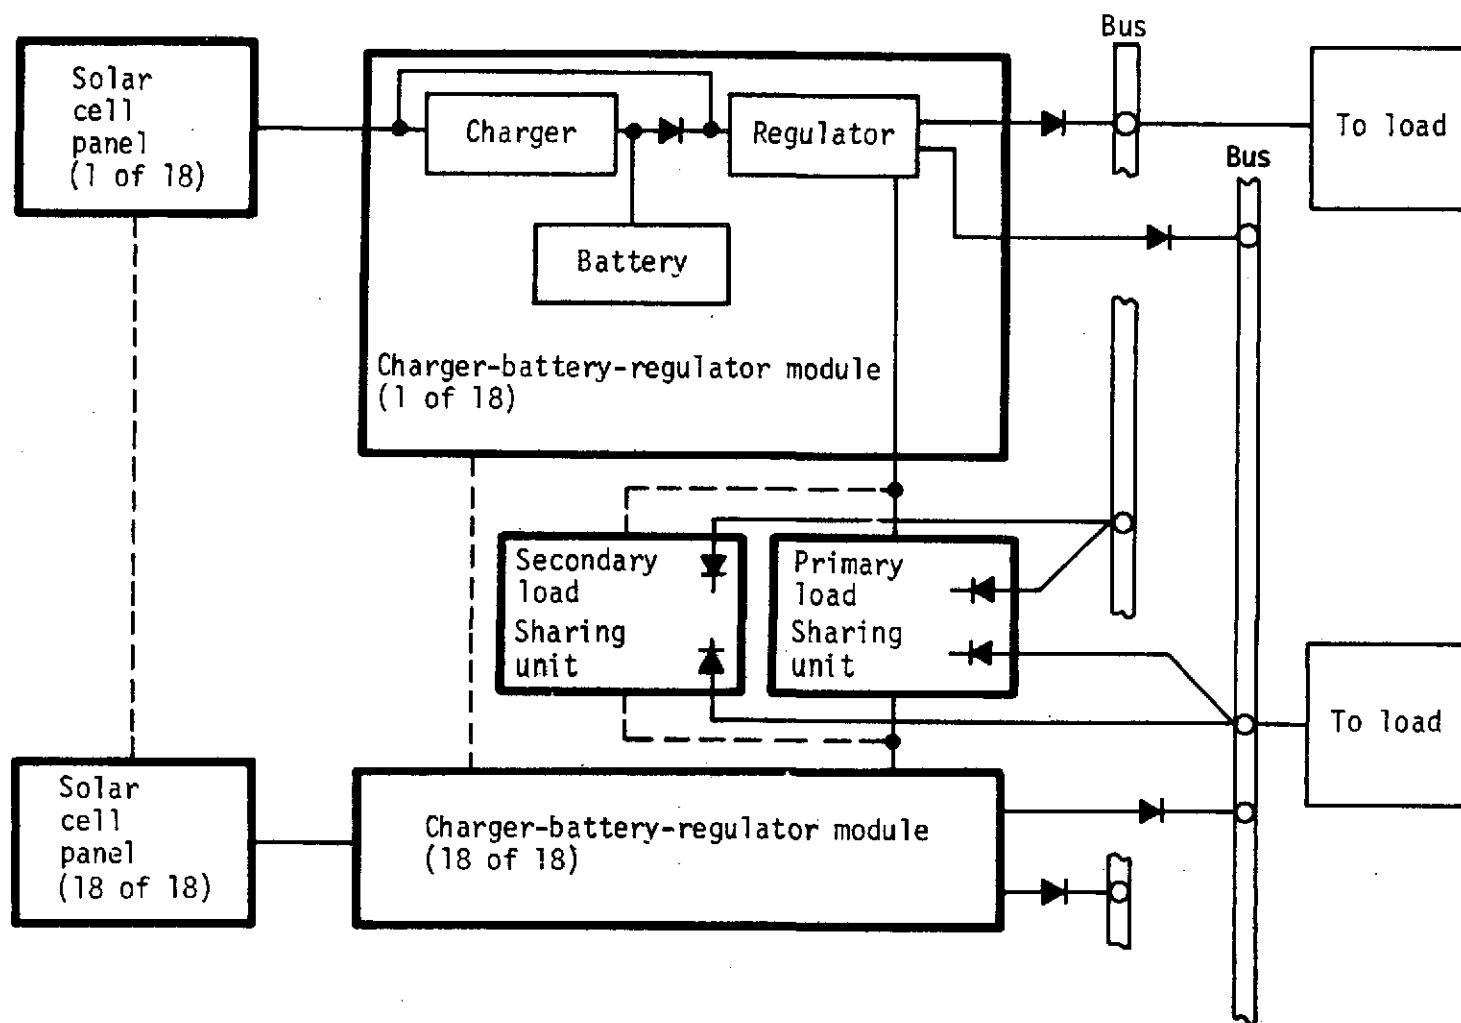 Bus
Solar
cell
panel
(1 of 18)
Charger
Regulator
To load
Bus
Battery
Charger-battery-regulator module
(1 of 18)
Secondary
load
Sharing
unit
Primary
load
Sharing
unit
To load
Solar
cell
panel
(18 of 18)
Charger-battery-regulator module
(18 of 18)